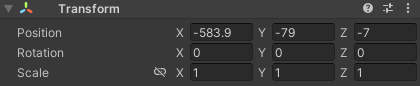 Transform
Position X -583.9 Y -79 Z -7
Rotation X 0 Y 0 Z 0
Scale X 1 Y 1 Z 1